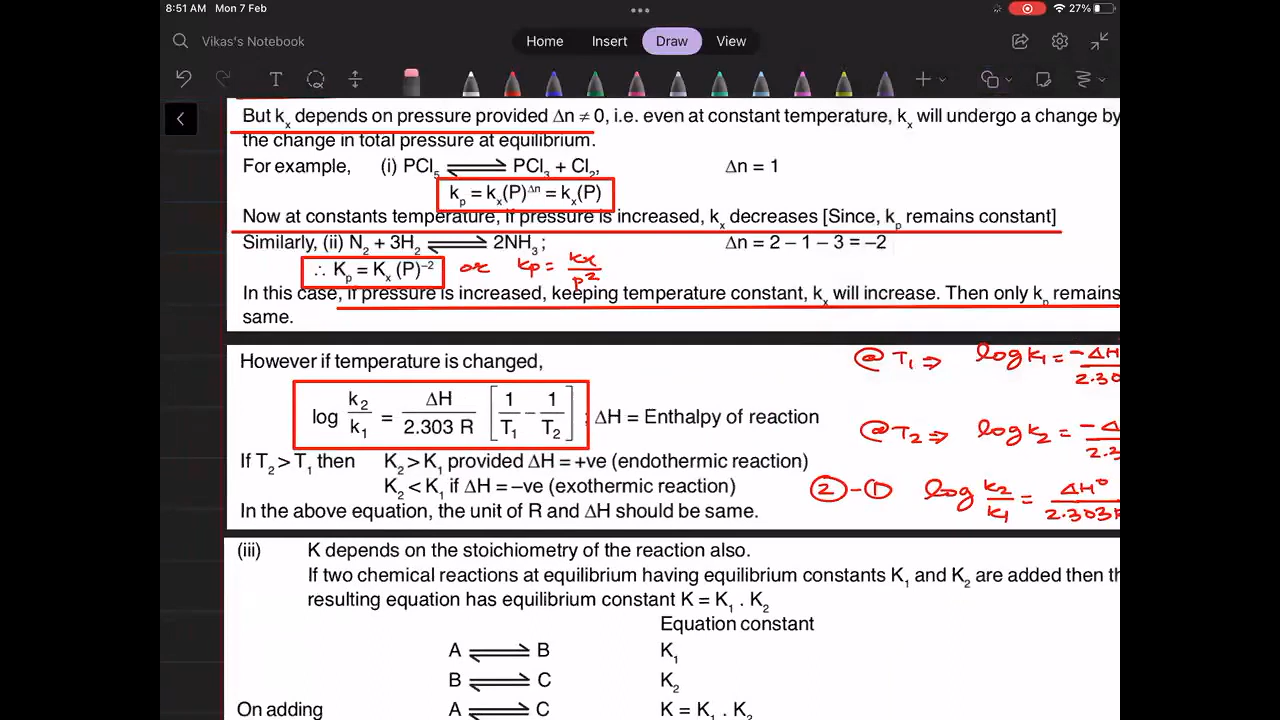 8:51 AM Mon 7 Feb
27%
Vikas's Notebook
Home Insert Draw View
But kₓ depends on pressure provided Δn ≠ 0, i.e. even at constant temperature, kₓ will undergo a change by
the change in total pressure at equilibrium.
For example, (i) PCl₅ ⇌ PCl₃ + Cl₂, Δn = 1
kₚ = kₓ(P)^Δn = kₓ(P)
Now at constants temperature, if pressure is increased, kₓ decreases [Since, kₚ remains constant]
Similarly, (ii) N₂ + 3H₂ ⇌ 2NH₃ ; Δn = 2 – 1 – 3 = –2
∴ Kₚ = Kₓ (P)⁻² or kp = kx/p²
In this case, if pressure is increased, keeping temperature constant, kₓ will increase. Then only kₚ remains
same.
However if temperature is changed,
@ T₁ ⇒ log k₁ = -ΔH/2.30
log k₂/k₁ = ΔH/2.303 R [1/T₁ – 1/T₂] ; ΔH = Enthalpy of reaction
@ T₂ ⇒ log k₂ = -Δ/2.3
If T₂ > T₁ then K₂ > K₁ provided ΔH = +ve (endothermic reaction)
K₂ < K₁ if ΔH = –ve (exothermic reaction)
② - ① log k₂/k₁ = ΔH°/2.303R
In the above equation, the unit of R and ΔH should be same.
(iii) K depends on the stoichiometry of the reaction also.
If two chemical reactions at equilibrium having equilibrium constants K₁ and K₂ are added then th
resulting equation has equilibrium constant K = K₁ . K₂
Equation constant
A ⇌ B K₁
B ⇌ C K₂
On adding A ⇌ C K = K₁ . K₂